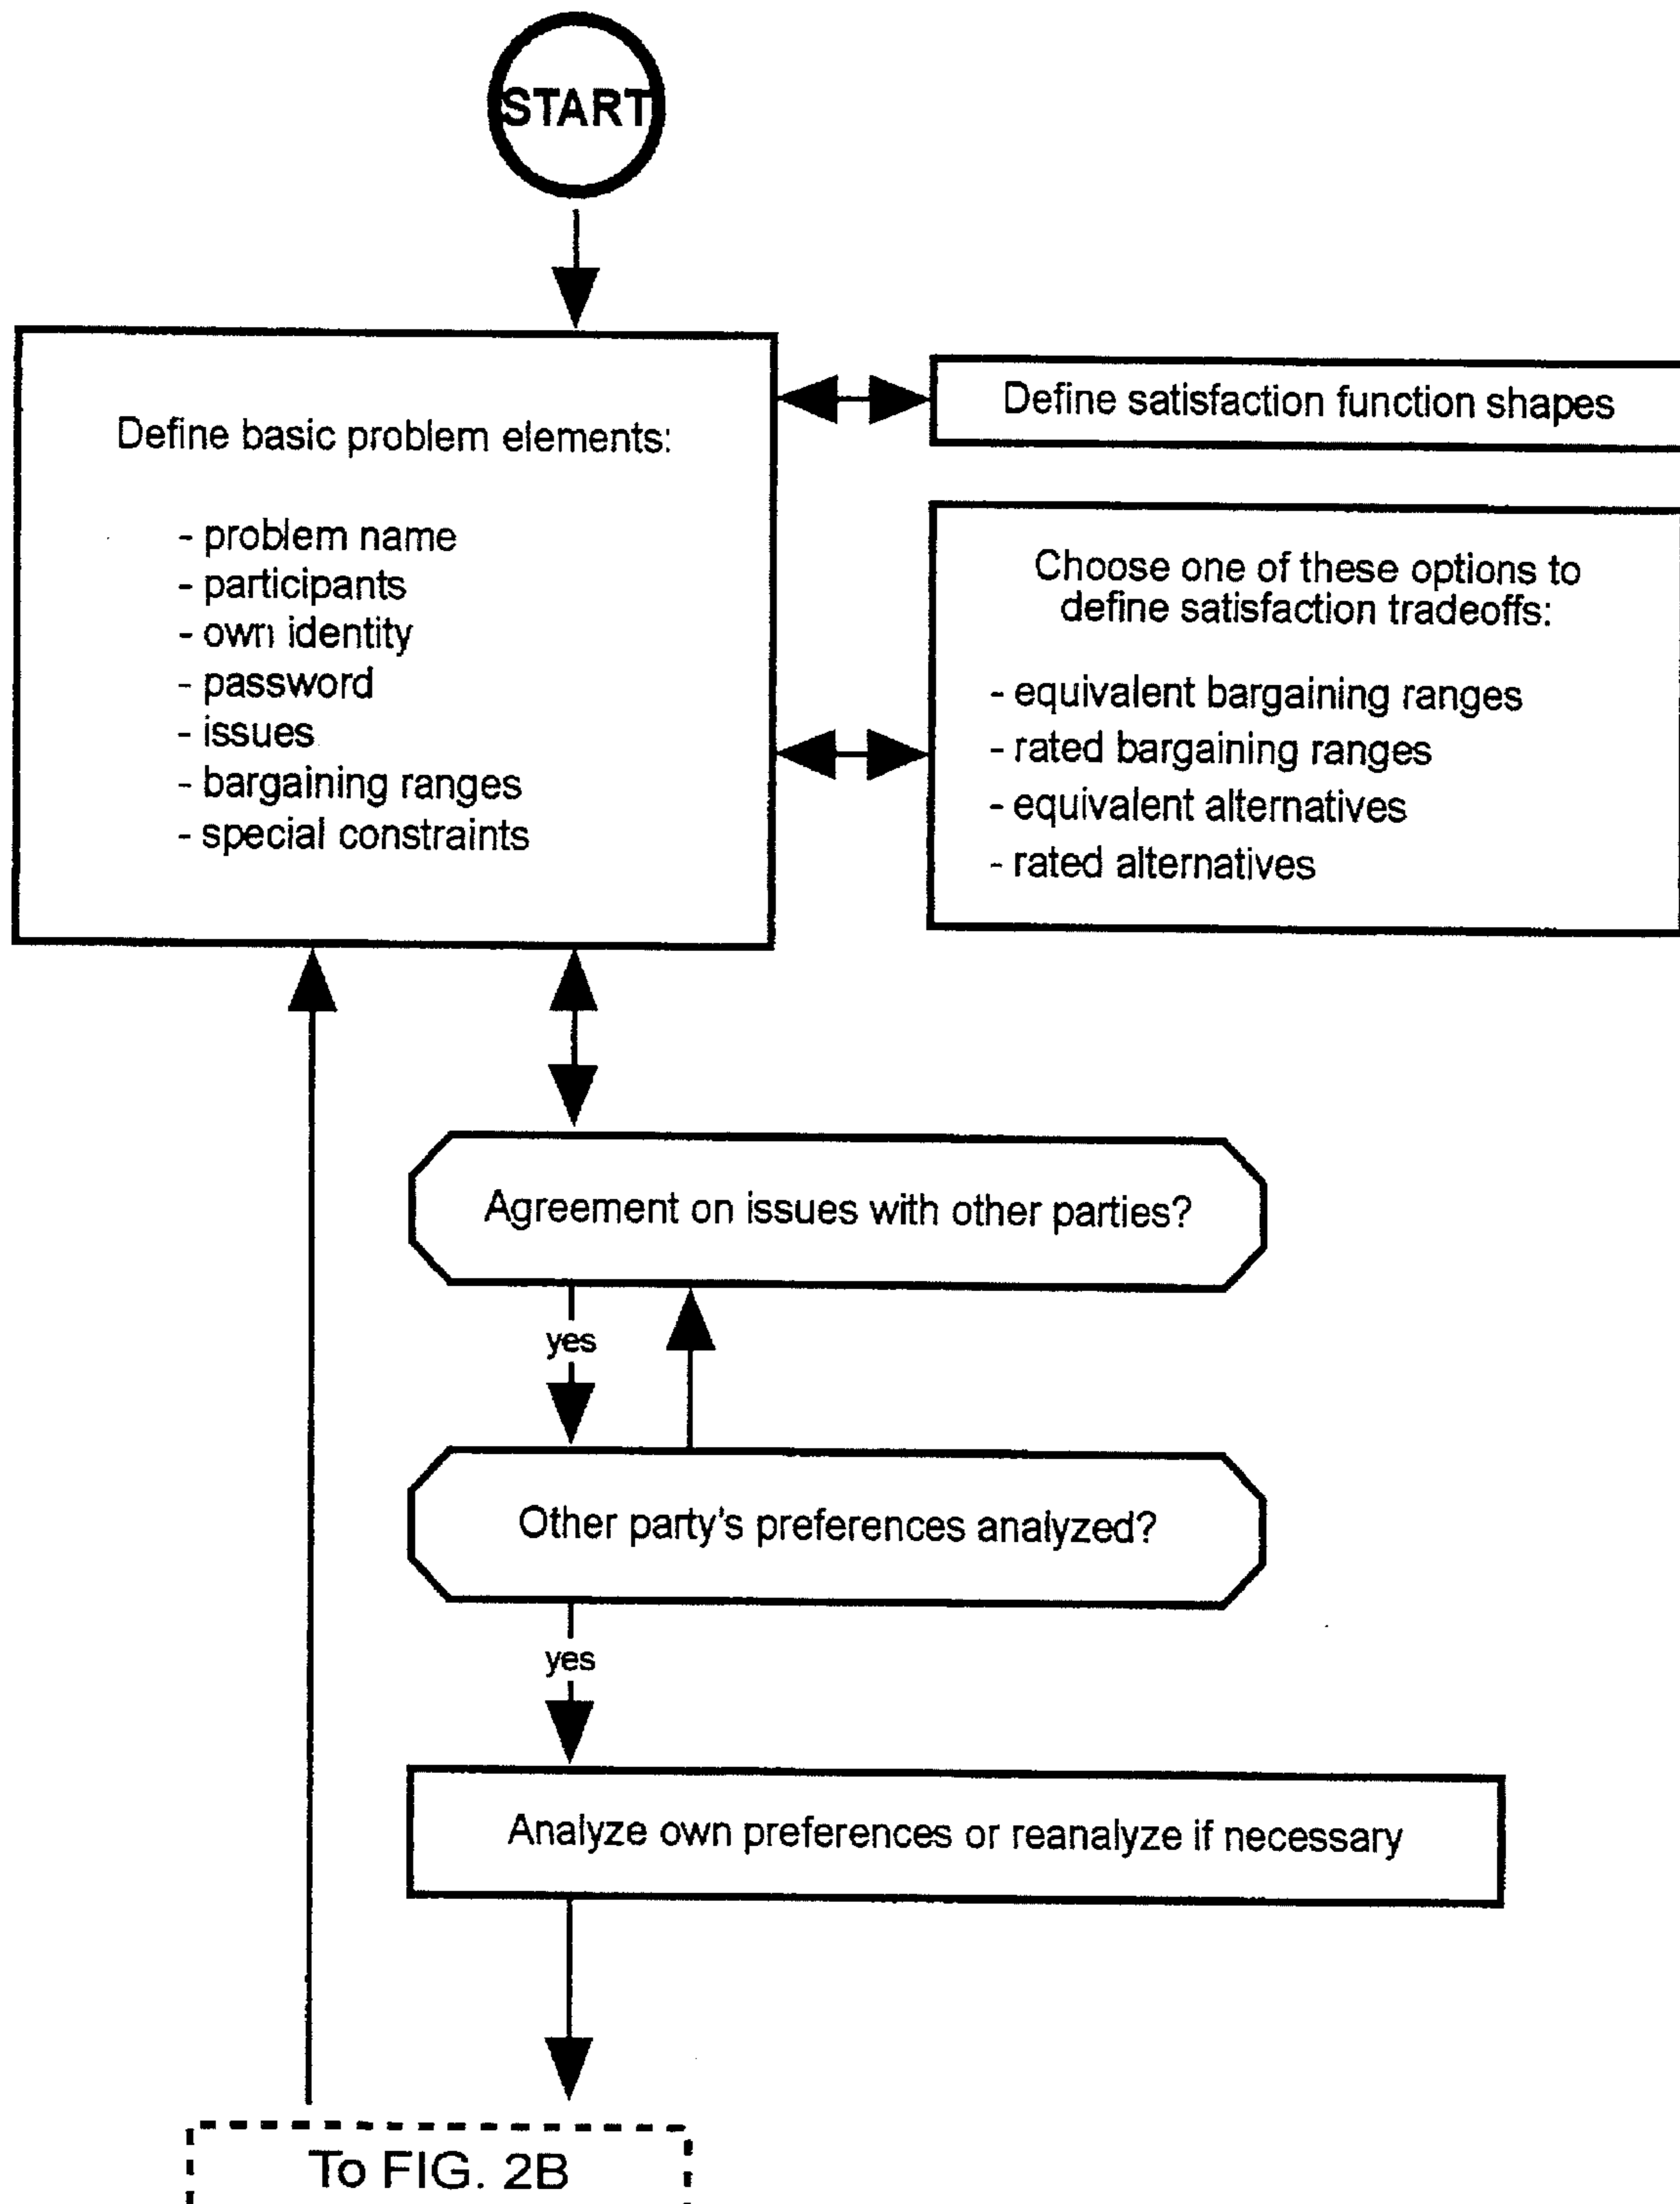 START
Define basic problem elements:
- problem name
- participants
- own identity
- password
- issues
- bargaining ranges
- special constraints
Define satisfaction function shapes
Choose one of these options to
define satisfaction tradeoffs:
- equivalent bargaining ranges
- rated bargaining ranges
- equivalent alternatives
- rated alternatives
Agreement on issues with other parties?
yes
Other party's preferences analyzed?
yes
Analyze own preferences or reanalyze if necessary
To FIG. 2B